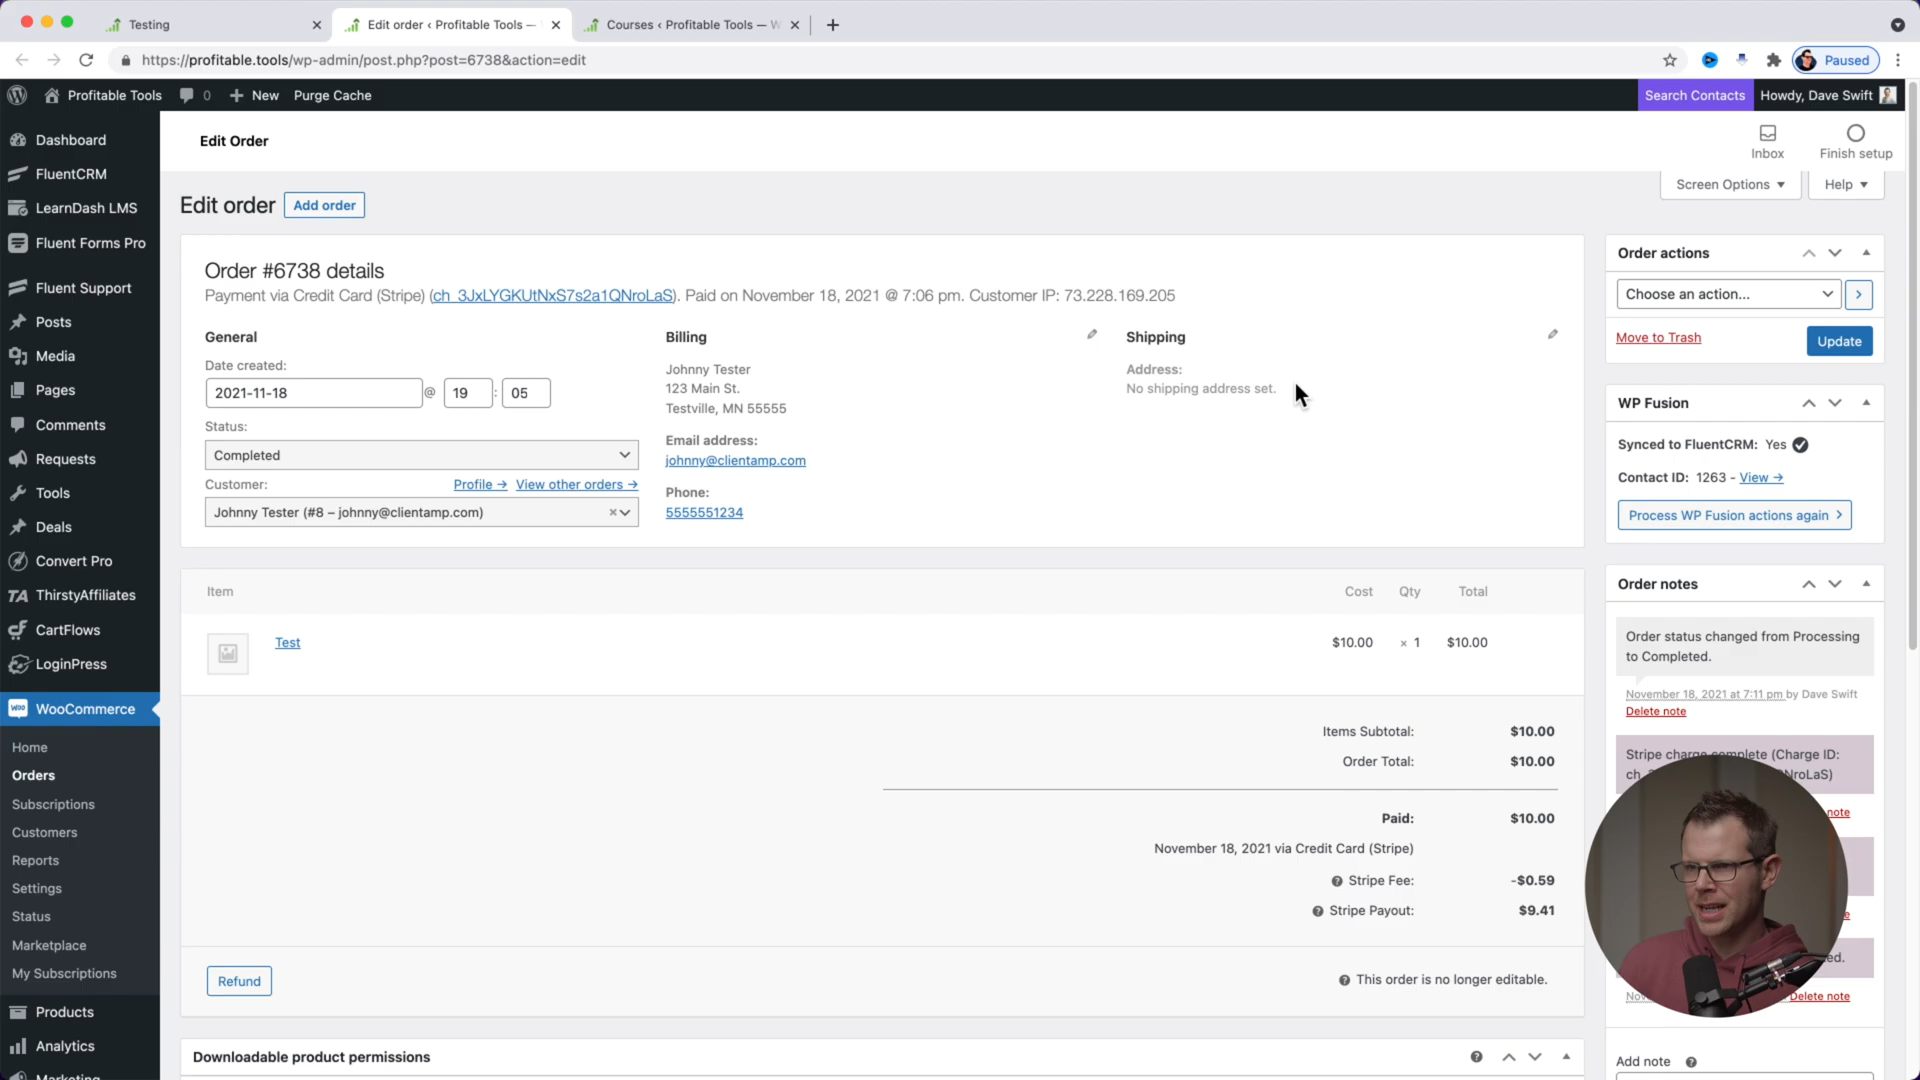 Testing
Edit order ‹ Profitable Tools —
Courses ‹ Profitable Tools — W
https://profitable.tools/wp-admin/post.php?post=6738&action=edit
Paused
Profitable Tools
0
New
Purge Cache
Search Contacts
Howdy, Dave Swift
Dashboard
FluentCRM
LearnDash LMS
Fluent Forms Pro
Fluent Support
Posts
Media
Pages
Comments
Requests
Tools
Deals
Convert Pro
ThirstyAffiliates
CartFlows
LoginPress
WooCommerce
Home
Orders
Subscriptions
Customers
Reports
Settings
Status
Marketplace
My Subscriptions
Products
Analytics
Marketing
Edit Order
Inbox
Finish setup
Screen Options
Help
Edit order
Add order
Order #6738 details
Payment via Credit Card (Stripe) (ch_3JxLYGKUtNxS7s2a1QNroLaS). Paid on November 18, 2021 @ 7:06 pm. Customer IP: 73.228.169.205
General
Date created:
2021-11-18 @ 19 : 05
Status:
Completed
Customer: Profile → View other orders →
Johnny Tester (#8 – johnny@clientamp.com) ×
Billing
Johnny Tester
123 Main St.
Testville, MN 55555
Email address:
johnny@clientamp.com
Phone:
5555551234
Shipping
Address:
No shipping address set.
Item Cost Qty Total
Test $10.00 × 1 $10.00
Items Subtotal: $10.00
Order Total: $10.00
Paid: $10.00
November 18, 2021 via Credit Card (Stripe)
Stripe Fee: -$0.59
Stripe Payout: $9.41
Refund
This order is no longer editable.
Downloadable product permissions
Order actions
Choose an action...
Move to Trash
Update
WP Fusion
Synced to FluentCRM: Yes
Contact ID: 1263 - View →
Process WP Fusion actions again
Order notes
Order status changed from Processing
to Completed.
November 18, 2021 at 7:11 pm by Dave Swift
Delete note
Stripe charge complete (Charge ID:
NroLaS)
note
Delete note
Add note